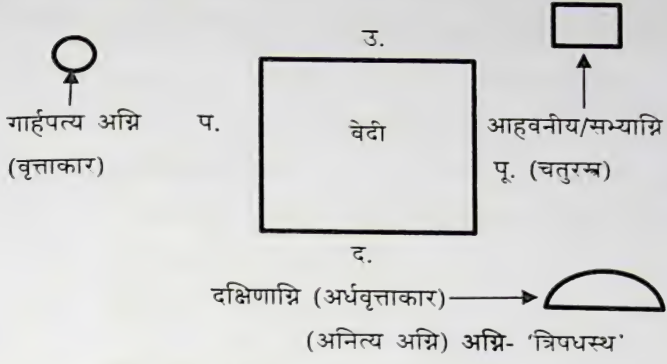 उ.
गार्हपत्य अग्नि प. वेदी आहवनीय/सभ्याग्नि
(वृत्ताकार) पू. (चतुरस्त्र)
द.
दक्षिणाग्नि (अर्धवृत्ताकार)
(अनित्य अग्नि) अग्नि- ‘त्रिपधस्थ’